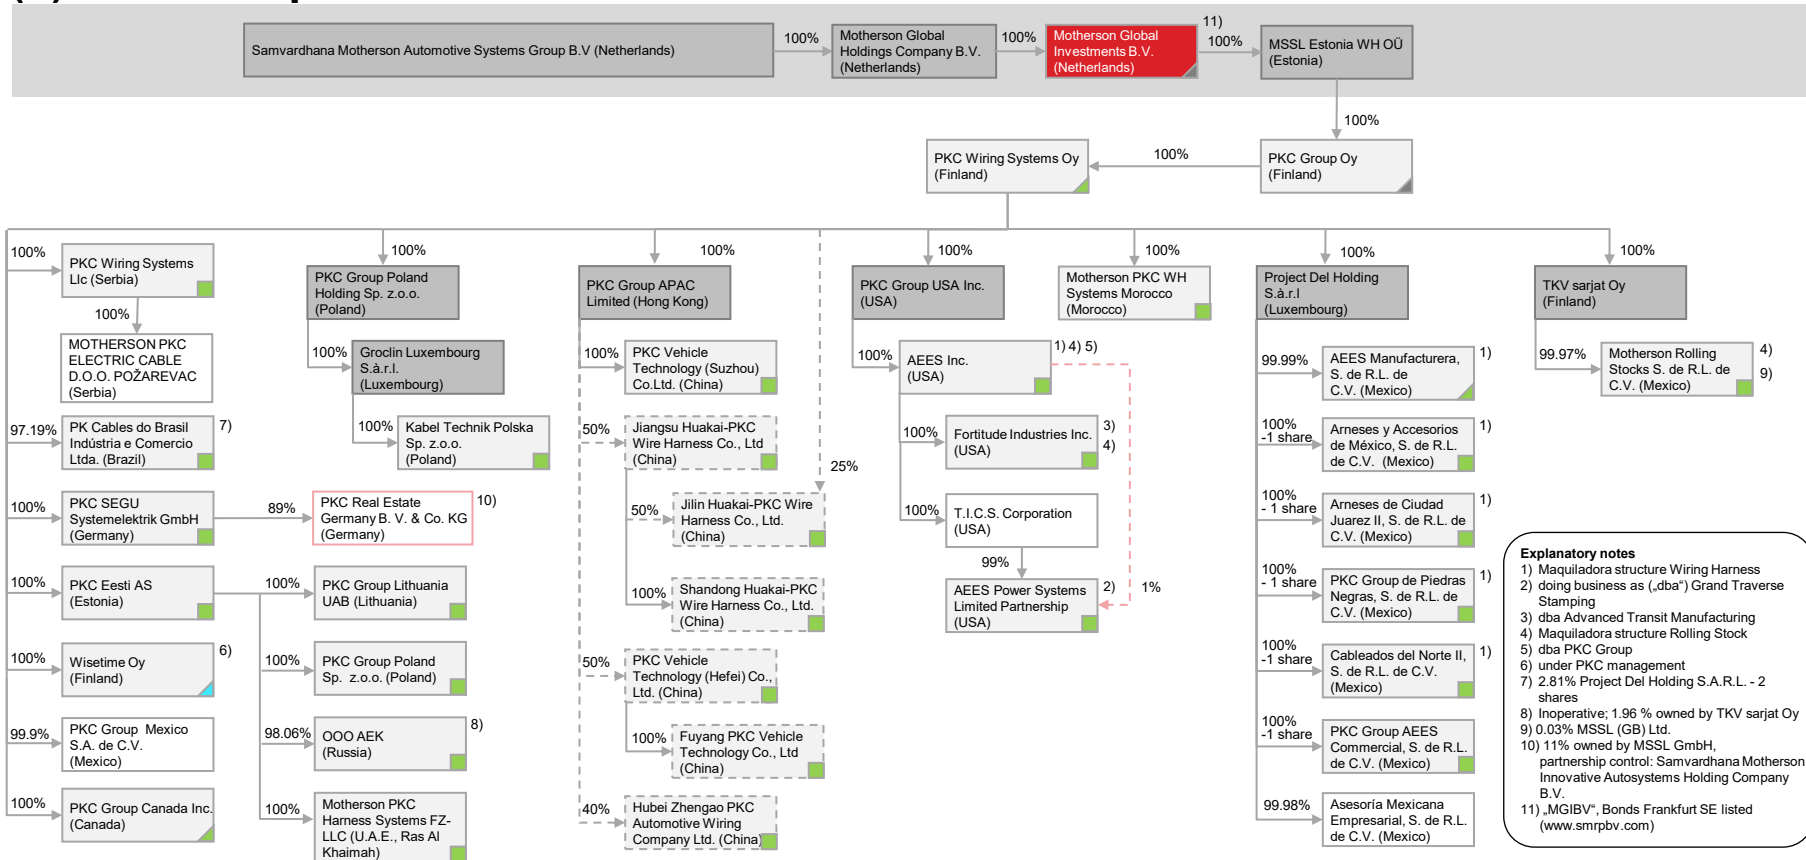 Samvardhana Motherson Automotive Systems Group B.V (Netherlands)
100%
Motherson Global
Holdings Company B.V.
(Netherlands)
100%
Motherson Global
Investments B.V.
(Netherlands)
11)
100%
MSSL Estonia WH OÜ
(Estonia)
100%
PKC Group Oy
(Finland)
100%
PKC Wiring Systems Oy
(Finland)
100%
PKC Wiring Systems
Llc (Serbia)
100%
MOTHERSON PKC
ELECTRIC CABLE
D.O.O. POŽAREVAC
(Serbia)
97.19%
PK Cables do Brasil
Indústria e Comercio
Ltda. (Brazil)
7)
100%
PKC SEGU
Systemelektrik GmbH
(Germany)
89%
PKC Real Estate
Germany B. V. & Co. KG
(Germany)
10)
100%
PKC Eesti AS
(Estonia)
100%
PKC Group Lithuania
UAB (Lithuania)
100%
PKC Group Poland
Sp. z.o.o. (Poland)
98.06%
OOO AEK
(Russia)
8)
100%
Motherson PKC
Harness Systems FZ-
LLC (U.A.E., Ras Al
Khaimah)
100%
Wisetime Oy
(Finland)
6)
99.9%
PKC Group Mexico
S.A. de C.V.
(Mexico)
100%
PKC Group Canada Inc.
(Canada)
100%
PKC Group Poland
Holding Sp. z.o.o.
(Poland)
100%
Groclin Luxembourg
S.à.r.l.
(Luxembourg)
100%
Kabel Technik Polska
Sp. z.o.o.
(Poland)
100%
PKC Group APAC
Limited (Hong Kong)
100%
PKC Vehicle
Technology (Suzhou)
Co.Ltd. (China)
50%
Jiangsu Huakai-PKC
Wire Harness Co., Ltd
(China)
25%
50%
Jilin Huakai-PKC Wire
Harness Co., Ltd.
(China)
100%
Shandong Huakai-PKC
Wire Harness Co., Ltd.
(China)
50%
PKC Vehicle
Technology (Hefei) Co.,
Ltd. (China)
100%
Fuyang PKC Vehicle
Technology Co., Ltd
(China)
40%
Hubei Zhengao PKC
Automotive Wiring
Company Ltd. (China)
100%
PKC Group USA Inc.
(USA)
100%
AEES Inc.
(USA)
1) 4) 5)
100%
Fortitude Industries Inc.
(USA)
3)
4)
100%
T.I.C.S. Corporation
(USA)
99%
AEES Power Systems
Limited Partnership
(USA)
2)
1%
100%
Motherson PKC WH
Systems Morocco
(Morocco)
100%
Project Del Holding
S.à.r.l
(Luxembourg)
99.99%
AEES Manufacturera,
S. de R.L. de
C.V. (Mexico)
1)
100%
-1 share
Arneses y Accesorios
de México, S. de R.L.
de C.V. (Mexico)
1)
100%
- 1 share
Arneses de Ciudad
Juarez II, S. de R.L. de
C.V. (Mexico)
1)
100%
- 1 share
PKC Group de Piedras
Negras, S. de R.L. de
C.V. (Mexico)
1)
100%
-1 share
Cableados del Norte II,
S. de R.L. de C.V.
(Mexico)
1)
100%
-1 share
PKC Group AEES
Commercial, S. de R.L.
de C.V. (Mexico)
99.98%
Asesoría Mexicana
Empresarial, S. de R.L.
de C.V. (Mexico)
100%
TKV sarjat Oy
(Finland)
99.97%
Motherson Rolling
Stocks S. de R.L. de
C.V. (Mexico)
4)
9)
Explanatory notes
1) Maquiladora structure Wiring Harness
2) doing business as („dba“) Grand Traverse
Stamping
3) dba Advanced Transit Manufacturing
4) Maquiladora structure Rolling Stock
5) dba PKC Group
6) under PKC management
7) 2.81% Project Del Holding S.A.R.L. - 2
shares
8) Inoperative; 1.96 % owned by TKV sarjat Oy
9) 0.03% MSSL (GB) Ltd.
10) 11% owned by MSSL GmbH,
partnership control: Samvardhana Motherson
Innovative Autosystems Holding Company
B.V.
11) „MGIBV“, Bonds Frankfurt SE listed
(www.smrpbv.com)